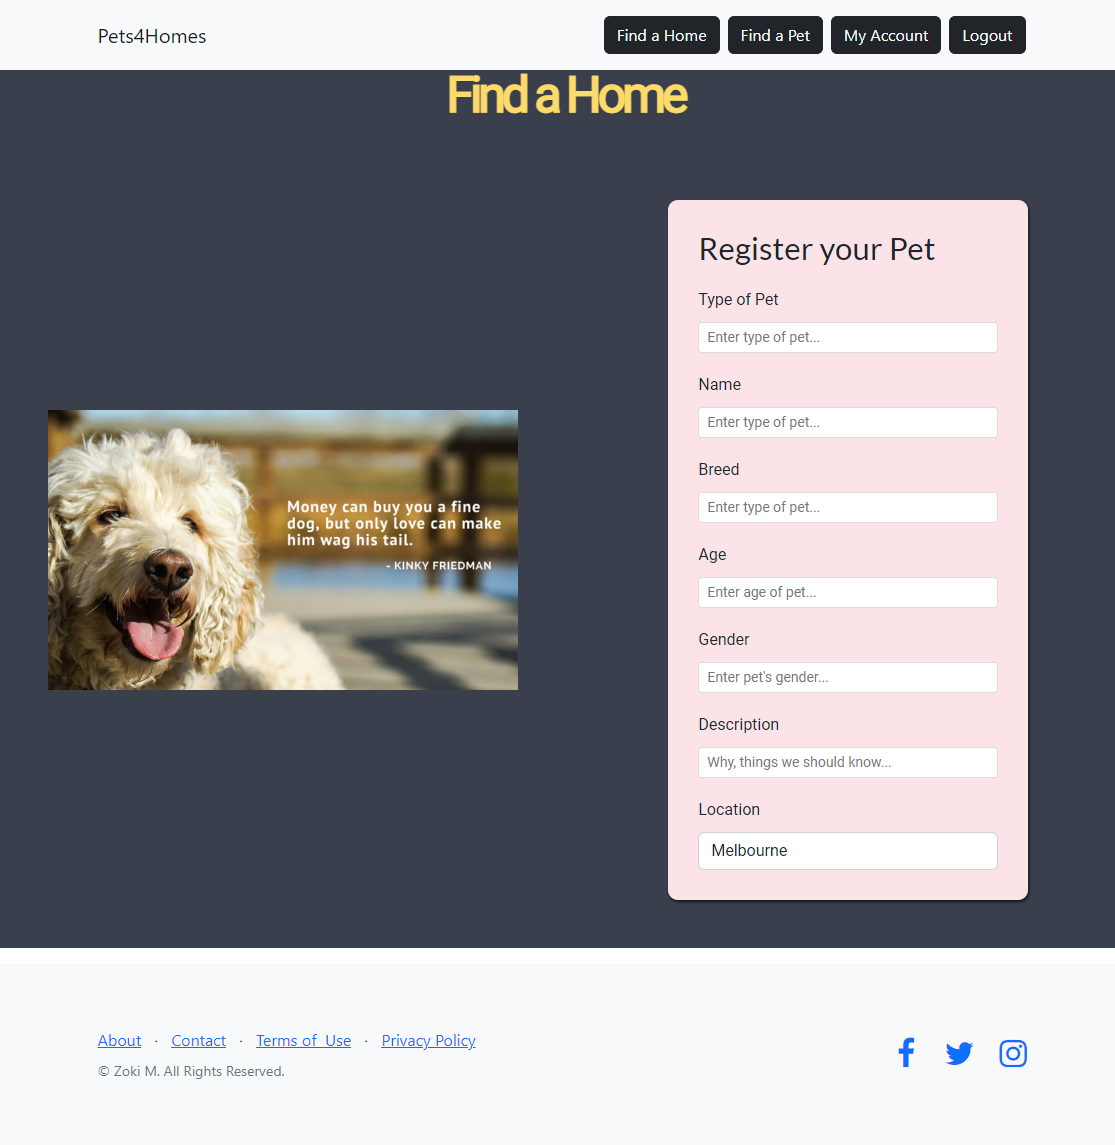 Pets4Homes
Find a Home
Find a Pet
My Account
Logout
Find a Home
Register your Pet
Type of Pet
Enter type of pet...
Name
Enter type of pet...
Breed
Enter type of pet...
Age
Enter age of pet...
Gender
Enter pet's gender...
Description
Why, things we should know...
Location
Melbourne
Money can buy you a fine
dog, but only love can make
him wag his tail.
- KINKY FRIEDMAN
About · Contact · Terms of Use · Privacy Policy
© Zoki M. All Rights Reserved.